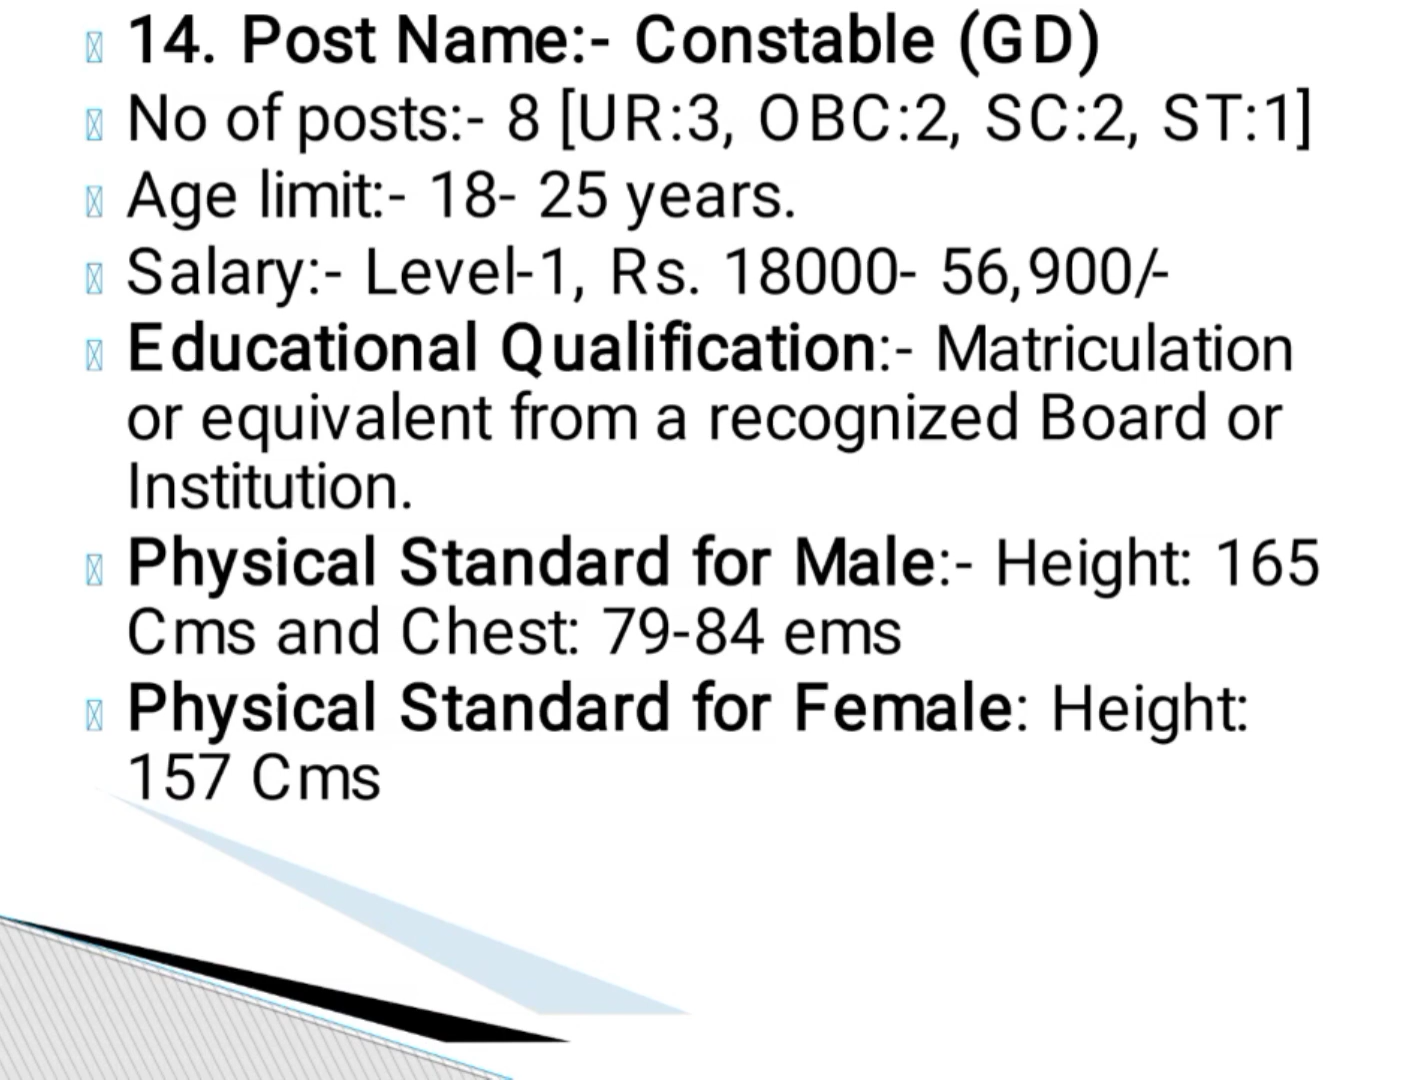 14. Post Name:- Constable (GD)
No of posts:- 8 [UR:3, OBC:2, SC:2, ST:1]
Age limit:- 18- 25 years.
Salary:- Level-1, Rs. 18000- 56,900/-
Educational Qualification:- Matriculation
or equivalent from a recognized Board or
Institution.
Physical Standard for Male:- Height: 165
Cms and Chest: 79-84 ems
Physical Standard for Female: Height:
157 Cms